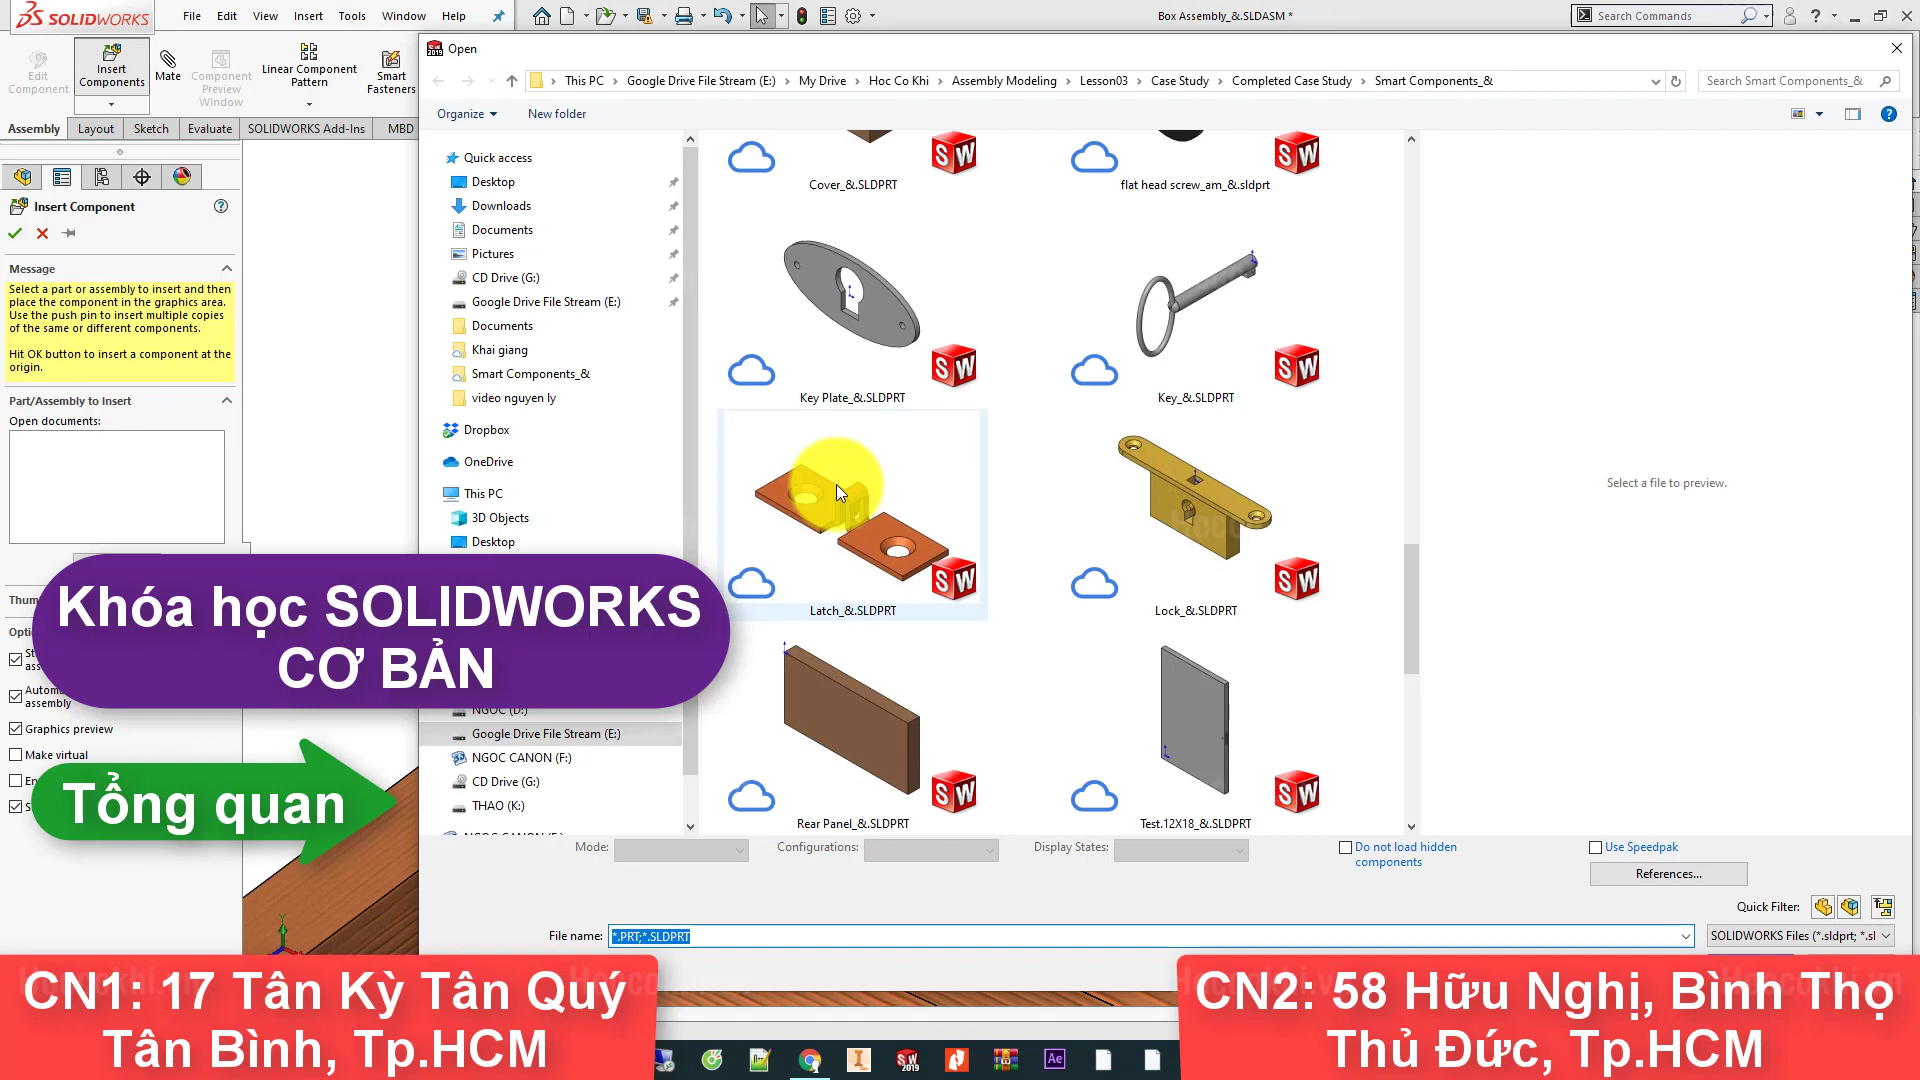 SOLIDWORKS
File
Edit
View
Insert
Tools
Window
Help
Box Assembly_&.SLDASM *
Search Commands
Edit
Component
Insert
Components
Mate
Component
Preview
Window
Linear Component
Pattern
Smart
Fasteners
Assembly
Layout
Sketch
Evaluate
SOLIDWORKS Add-Ins
MBD
Open
This PC
Google Drive File Stream (E:)
My Drive
Hoc Co Khi
Assembly Modeling
Lesson03
Case Study
Completed Case Study
Smart Components_&
Search Smart Components_&
Organize
New folder
Insert Component
Message
Select a part or assembly to insert and then
place the component in the graphics area.
Use the push pin to insert multiple copies
of the same or different components.
Hit OK button to insert a component at the
origin.
Part/Assembly to Insert
Open documents:
Graphics preview
Make virtual
Quick access
Desktop
Downloads
Documents
Pictures
CD Drive (G:)
Google Drive File Stream (E:)
Documents
Khai giang
Smart Components_&
video nguyen ly
Dropbox
OneDrive
This PC
3D Objects
Desktop
NGOC (D:)
Google Drive File Stream (E:)
NGOC CANON (F:)
CD Drive (G:)
THAO (K:)
Cover_&.SLDPRT
flat head screw_am_&.sldprt
Key Plate_&.SLDPRT
Key_&.SLDPRT
Latch_&.SLDPRT
Lock_&.SLDPRT
Rear Panel_&.SLDPRT
Test.12X18_&.SLDPRT
Select a file to preview.
Mode:
Configurations:
Display States:
Do not load hidden
components
Use Speedpak
References...
Quick Filter:
File name:
*.PRT;*.SLDPRT
SOLIDWORKS Files (*.sldprt; *.sl
Khóa học SOLIDWORKS
CƠ BẢN
Tổng quan
CN1: 17 Tân Kỳ Tân Quý
Tân Bình, Tp.HCM
CN2: 58 Hữu Nghị, Bình Thọ
Thủ Đức, Tp.HCM